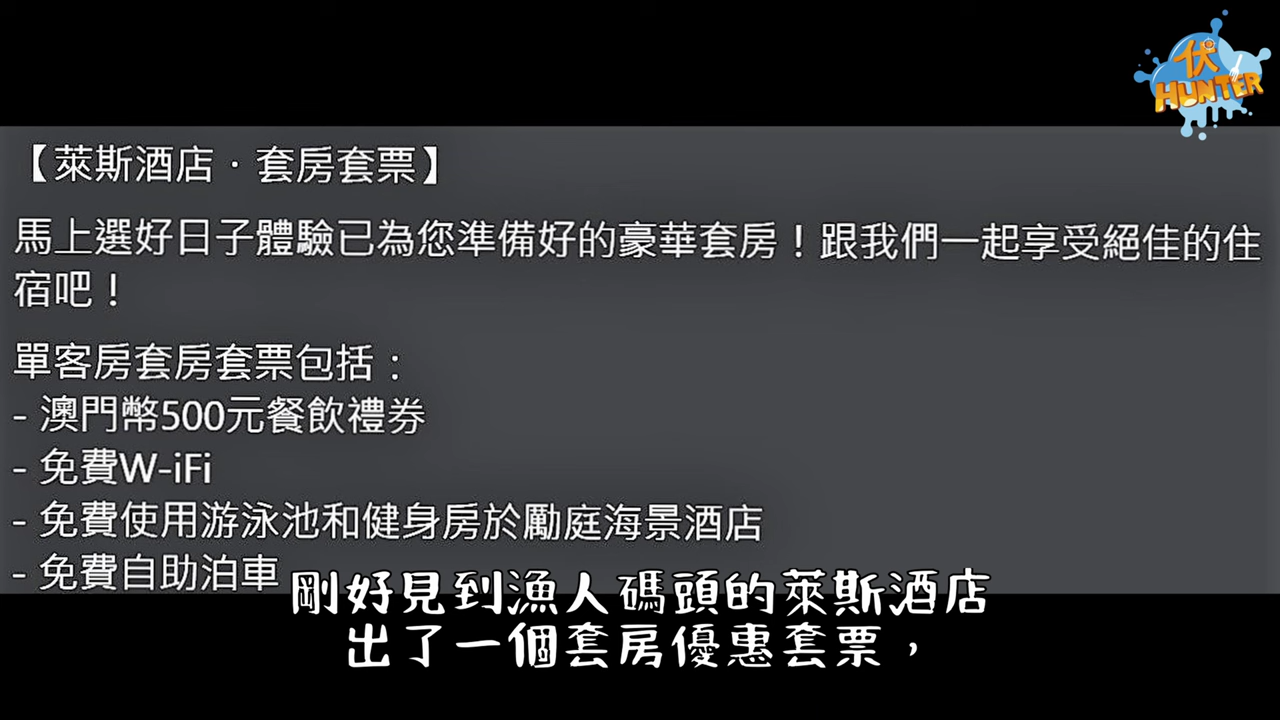 伏
HUNTER
【萊斯酒店．套房套票】
馬上選好日子體驗已為您準備好的豪華套房！跟我們一起享受絕佳的住
宿吧！
單客房套房套票包括：
- 澳門幣500元餐飲禮券
- 免費W-iFi
- 免費使用游泳池和健身房於勵庭海景酒店
- 免費自助泊車
剛好見到漁人碼頭的萊斯酒店
出了一個套房優惠套票，